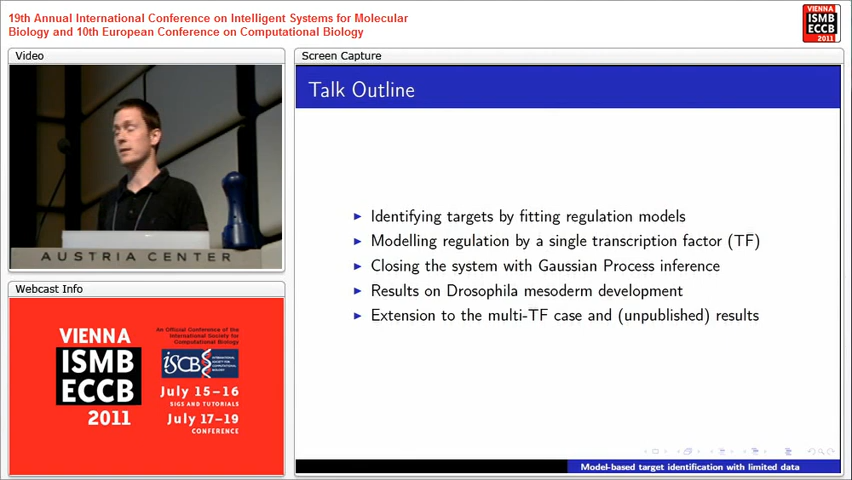 19th Annual International Conference on Intelligent Systems for Molecular
Biology and 10th European Conference on Computational Biology
VIENNA
ISMB
ECCB
2011
Video
Screen Capture
AUSTRIA CENTER
Talk Outline
Identifying targets by fitting regulation models
Modelling regulation by a single transcription factor (TF)
Closing the system with Gaussian Process inference
Results on Drosophila mesoderm development
Extension to the multi-TF case and (unpublished) results
Model-based target identification with limited data
Webcast Info
VIENNA
ISMB
ECCB
2011
An Official Conference of the
International Society for
Computational Biology
ISCB
INTERNATIONAL
SOCIETY FOR
COMPUTATIONAL
BIOLOGY
July 15–16
SIGS AND TUTORIALS
July 17–19
CONFERENCE